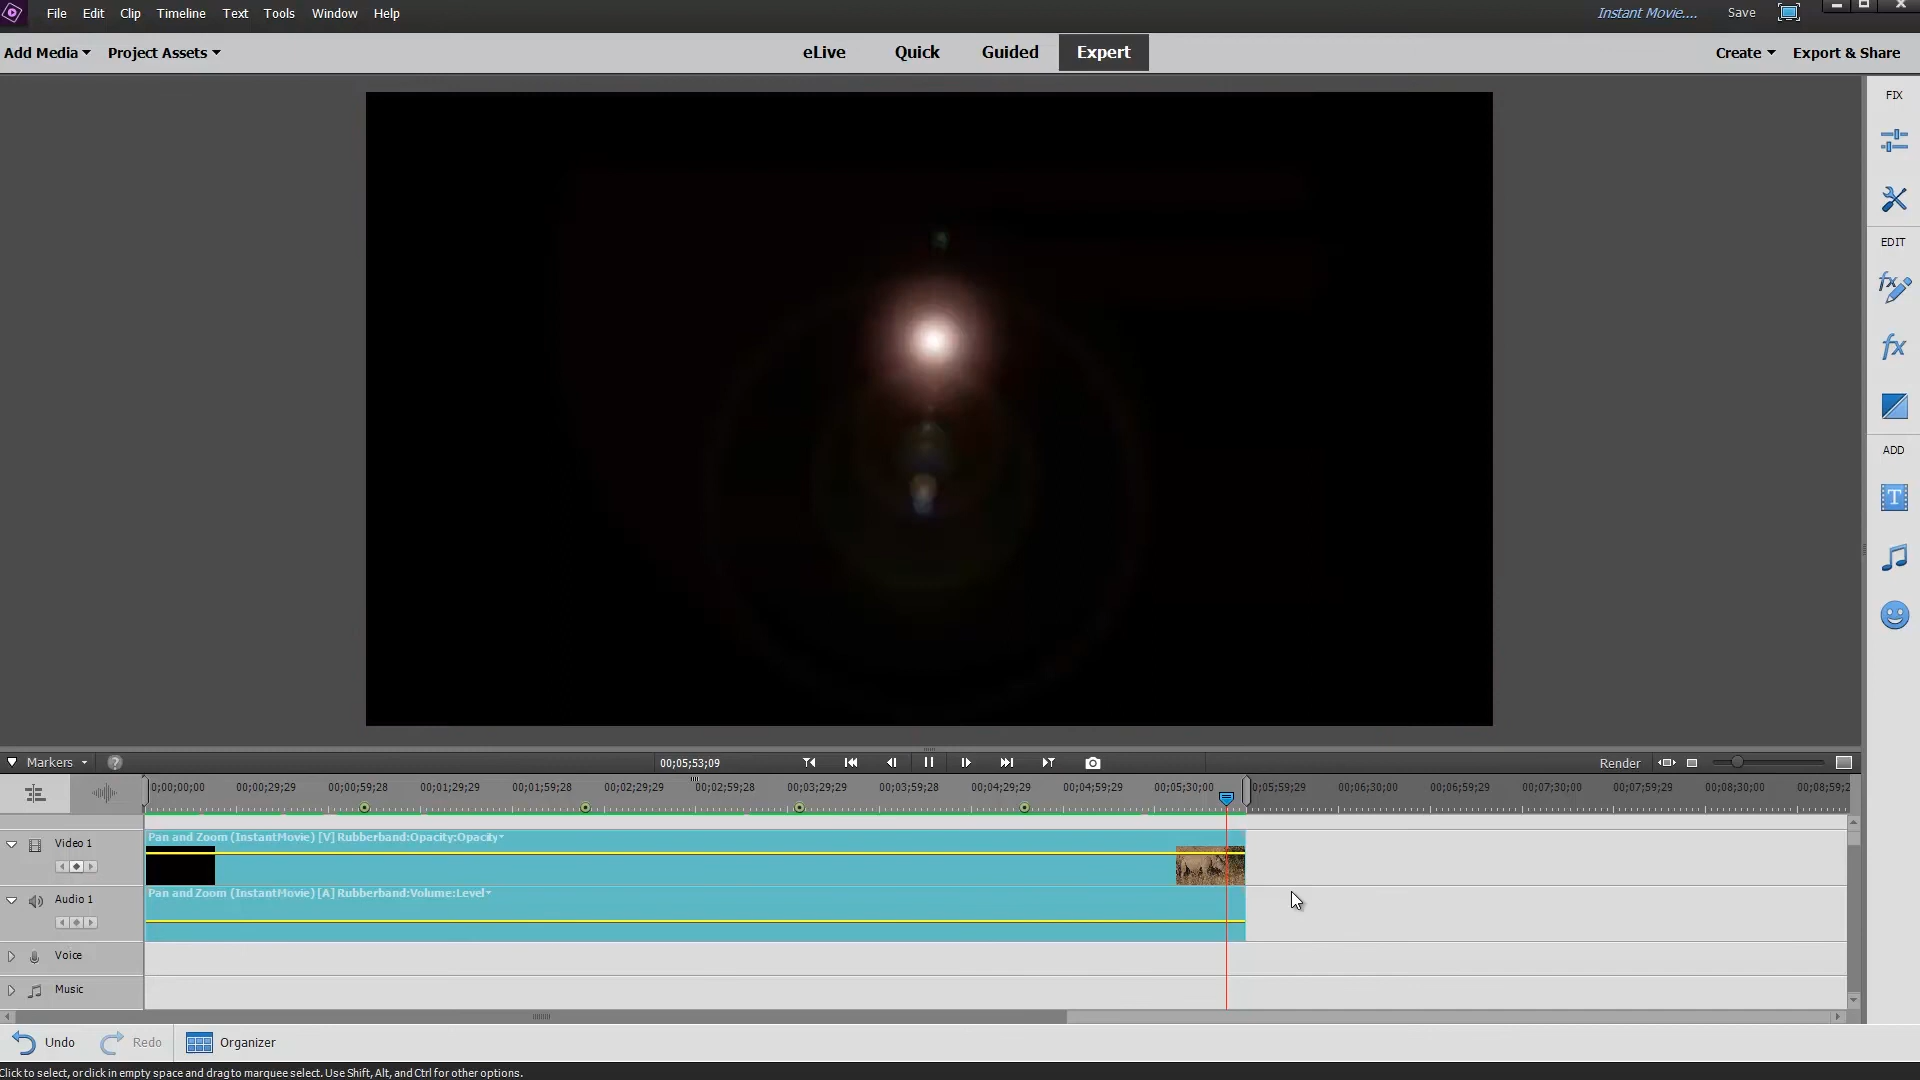 File Edit Clip Timeline Text Tools Window Help Instant Movie.... Save
Add Media Project Assets eLive Quick Guided Expert Create Export & Share
FIX
EDIT
fx
fx
ADD
T
Markers ? 00;05;53;09 Render
0;00;00;00 00;00;29;29 00;00;59;28 00;01;29;29 00;01;59;28 00;02;29;29 00;02;59;28 00;03;29;29 00;03;59;28 00;04;29;29 00;04;59;29 00;05;30;00 0;05;59;29 00;06;30;00 00;06;59;29 00;07;30;00 00;07;59;29 00;08;30;00 00;08;59;2
Video 1 Pan and Zoom (InstantMovie) [V] Rubberband:Opacity:Opacity
Audio 1 Pan and Zoom (InstantMovie) [A] Rubberband:Volume:Level
Voice
Music
Undo Redo Organizer
Click to select, or click in empty space and drag to marquee select. Use Shift, Alt, and Ctrl for other options.